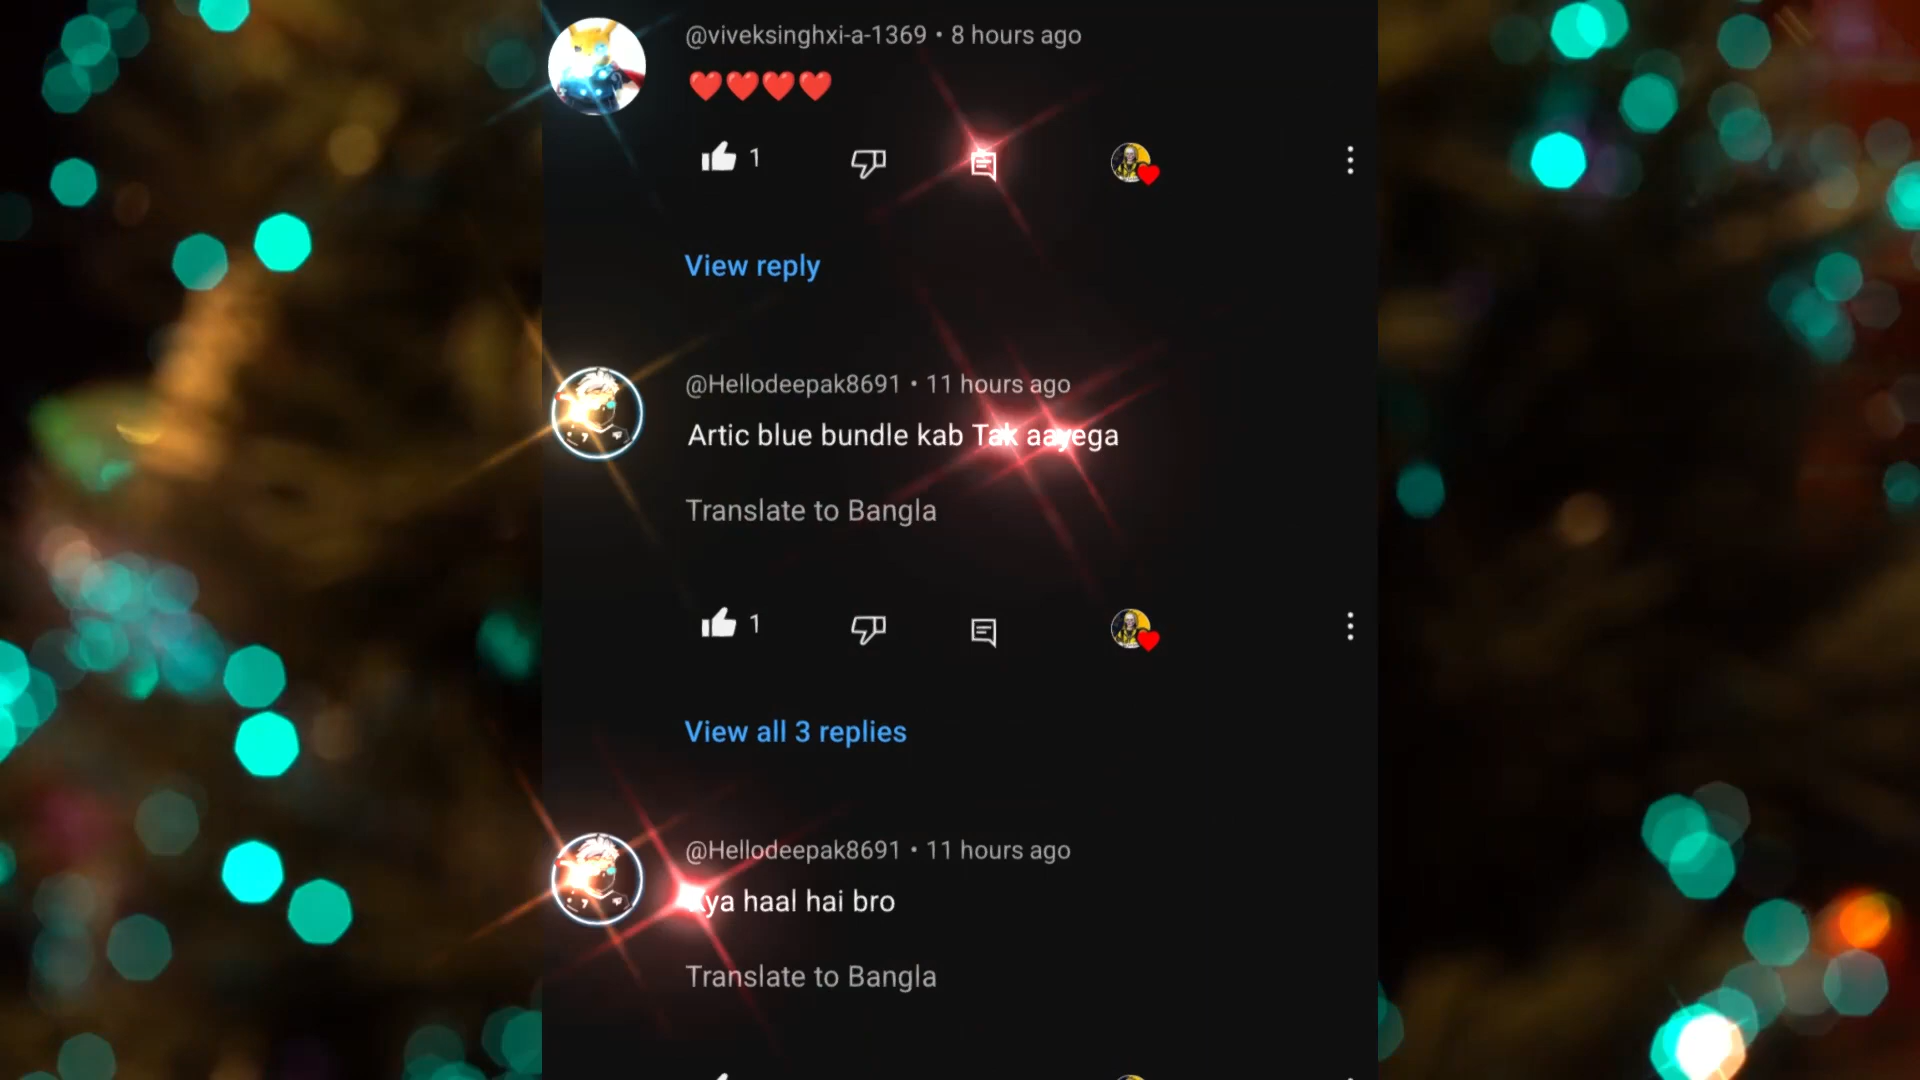 @viveksinghxi-a-1369 • 8 hours ago
❤️❤️❤️❤️
1
View reply
@Hellodeepak8691 • 11 hours ago
Artic blue bundle kab Tak aayega
Translate to Bangla
1
View all 3 replies
@Hellodeepak8691 • 11 hours ago
Kya haal hai bro
Translate to Bangla